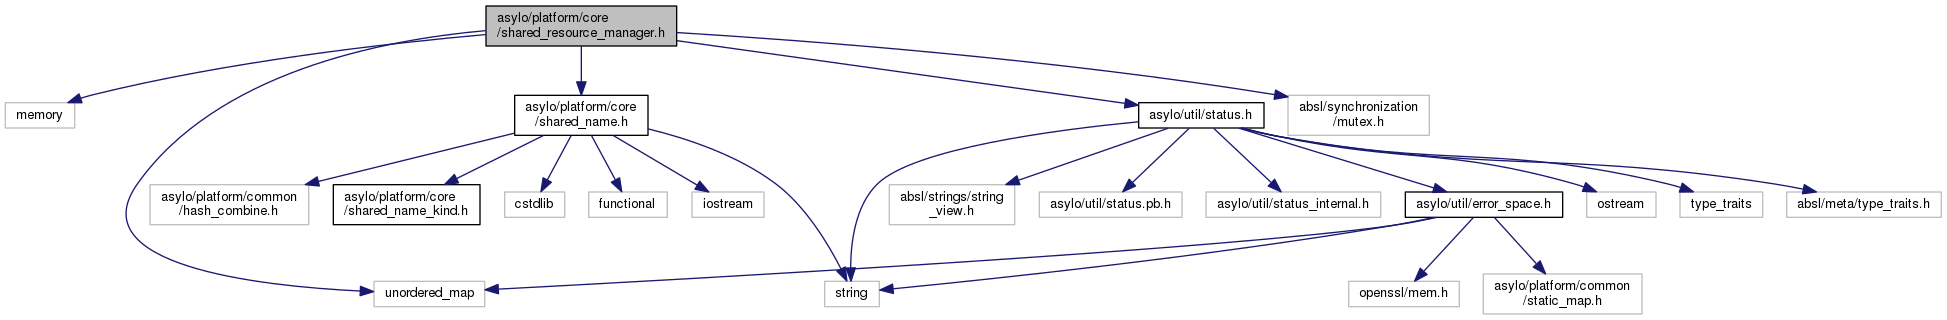 asylo/platform/core
/shared_resource_manager.h
memory
asylo/platform/core
/shared_name.h
asylo/util/status.h
absl/synchronization
/mutex.h
asylo/platform/common
/hash_combine.h
asylo/platform/core
/shared_name_kind.h
cstdlib
functional
iostream
absl/strings/string
_view.h
asylo/util/status.pb.h
asylo/util/status_internal.h
asylo/util/error_space.h
ostream
type_traits
absl/meta/type_traits.h
unordered_map
string
openssl/mem.h
asylo/platform/common
/static_map.h